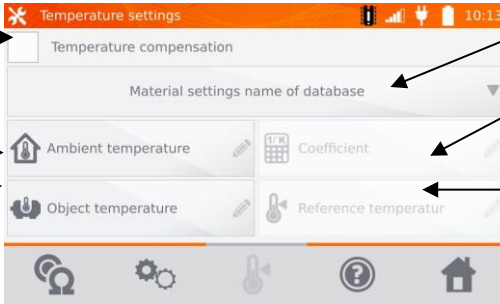 Temperature settings 10:13
Temperature compensation
Material settings name of database
Ambient temperature
1/°K
Coefficient
Object temperature
Reference temperatur
Ω
?